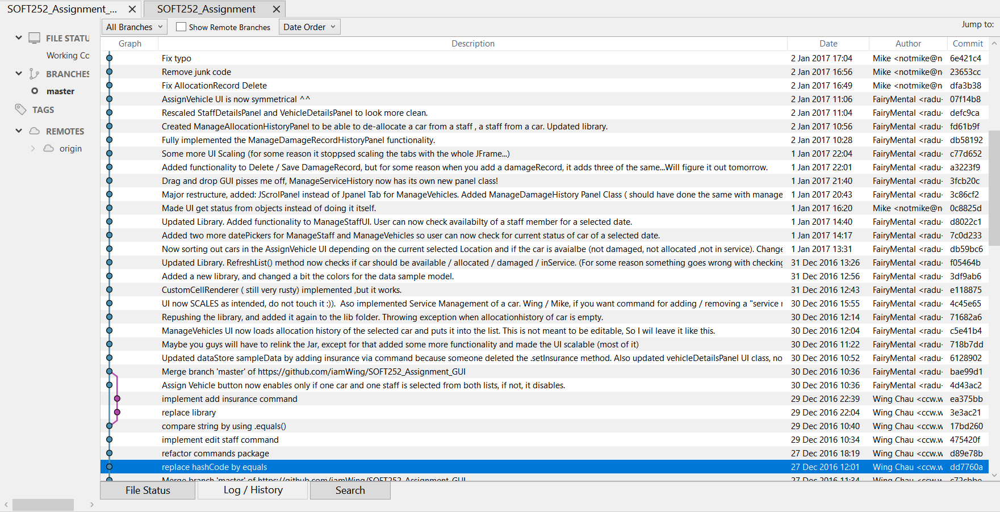 SOFT252_Assignment_... SOFT252_Assignment
All Branches Show Remote Branches Date Order Jump to:
FILE STATU
Working Co
BRANCHES
master
TAGS
REMOTES
origin
Graph Description Date Author Commit
Fix typo 2 Jan 2017 17:04 Mike <notmike@n 6e421c4
Remove junk code 2 Jan 2017 16:56 Mike <notmike@n 23653cc
Fix AllocationRecord Delete 2 Jan 2017 16:49 Mike <notmike@n dfa3b38
AssignVehicle UI is now symmetrical ^^ 2 Jan 2017 11:06 FairyMental <radu- 07f14b8
Rescaled StaffDetailsPanel and VehicleDetailsPanel to look more clean. 2 Jan 2017 11:04 FairyMental <radu- defc9ca
Created ManageAllocationHistoryPanel to be able to de-allocate a car from a staff , a staff from a car. Updated library. 2 Jan 2017 10:56 FairyMental <radu- fd61b9f
Fully implemented the ManageDamageRecordHistoryPanel functionality. 2 Jan 2017 10:28 FairyMental <radu- db58192
Some more UI Scaling (for some reason it stoppsed scaling the tabs with the whole JFrame...) 1 Jan 2017 22:04 FairyMental <radu- c77d652
Added functionality to Delete / Save DamageRecord, but for some reason when you add a damageRecord, it adds three of the same...Will figure it out tomorrow. 1 Jan 2017 22:01 FairyMental <radu- a3223f9
Drag and drop GUI pisses me off, ManageServiceHistory now has its own new panel class! 1 Jan 2017 21:40 FairyMental <radu- 3fcb20c
Major restructure, added: JScrolPanel instead of Jpanel Tab for ManageVehicles. Added ManageDamageHistory Panel Class ( should have done the same with manage 1 Jan 2017 20:43 FairyMental <radu- 3c86cf2
Made UI get status from objects instead of doing it itself. 1 Jan 2017 16:20 Mike <notmike@n 0c8825d
Updated Library. Added functionality to ManageStaffUI. User can now check availabilty of a staff member for a selected date. 1 Jan 2017 14:40 FairyMental <radu- d8022c1
Added two more datePickers for ManageStaff and ManageVehicles so user can now check for current status of car of a selected date. 1 Jan 2017 14:17 FairyMental <radu- 7c0d233
Now sorting out cars in the AssignVehicle UI depending on the current selected Location and if the car is avaialbe (not damaged, not allocated ,not in service). Change 1 Jan 2017 13:31 FairyMental <radu- db59bc6
Updated Library. RefreshList() method now checks if car should be available / allocated / damaged / inService. (For some reason something goes wrong with checking 31 Dec 2016 13:26 FairyMental <radu- f05464b
Added a new library, and changed a bit the colors for the data sample model. 31 Dec 2016 12:56 FairyMental <radu- 3df9ab6
CustomCellRenderer ( still very rusty) implemented ,but it works. 31 Dec 2016 12:43 FairyMental <radu- e118875
UI now SCALES as intended, do not touch it :)). Aso implemented Service Management of a car. Wing / Mike, if you want command for adding / removing a "service r 30 Dec 2016 15:55 FairyMental <radu- 4c45e65
Repushing the library, and added it again to the lib folder. Throwing exception when allocationhistory of car is empty. 30 Dec 2016 12:14 FairyMental <radu- 71682a6
ManageVehicles UI now loads allocation history of the selected car and puts it into the list. This is not meant to be editable, So I wil leave it like this. 30 Dec 2016 12:04 FairyMental <radu- c5e41b4
Maybe you guys will have to relink the Jar, except for that added some more functionality and made the UI scalable (most of it) 30 Dec 2016 11:22 FairyMental <radu- 718b7dd
Updated dataStore sampleData by adding insurance via command because someone deleted the .setInsurance method. Also updated vehicleDetailsPanel UI class, no 30 Dec 2016 10:52 FairyMental <radu- 6128902
Merge branch 'master' of https://github.com/iamWing/SOFT252_Assignment_GUI 30 Dec 2016 10:36 FairyMental <radu- bae99d1
Assign Vehicle button now enables only if one car and one staff is selected from both lists, if not, it disables. 30 Dec 2016 10:36 FairyMental <radu- 4d43ac2
implement add insurance command 29 Dec 2016 22:39 Wing Chau <ccw.w ea375bb
replace library 29 Dec 2016 22:04 Wing Chau <ccw.w 3e3ac21
compare string by using .equals() 29 Dec 2016 10:40 Wing Chau <ccw.w 17bd260
implement edit staff command 29 Dec 2016 10:34 Wing Chau <ccw.w 475420f
refactor commands package 27 Dec 2016 18:19 Wing Chau <ccw.w d89e78b
replace hashCode by equals 27 Dec 2016 12:01 Wing Chau <ccw.w dd7760a
Merge branch 'master' of https://github.com/iamWing/SOFT252_Assignment_GUI 27 Dec 2016 11:34 Wing Chau <ccw.w
File Status Log / History Search